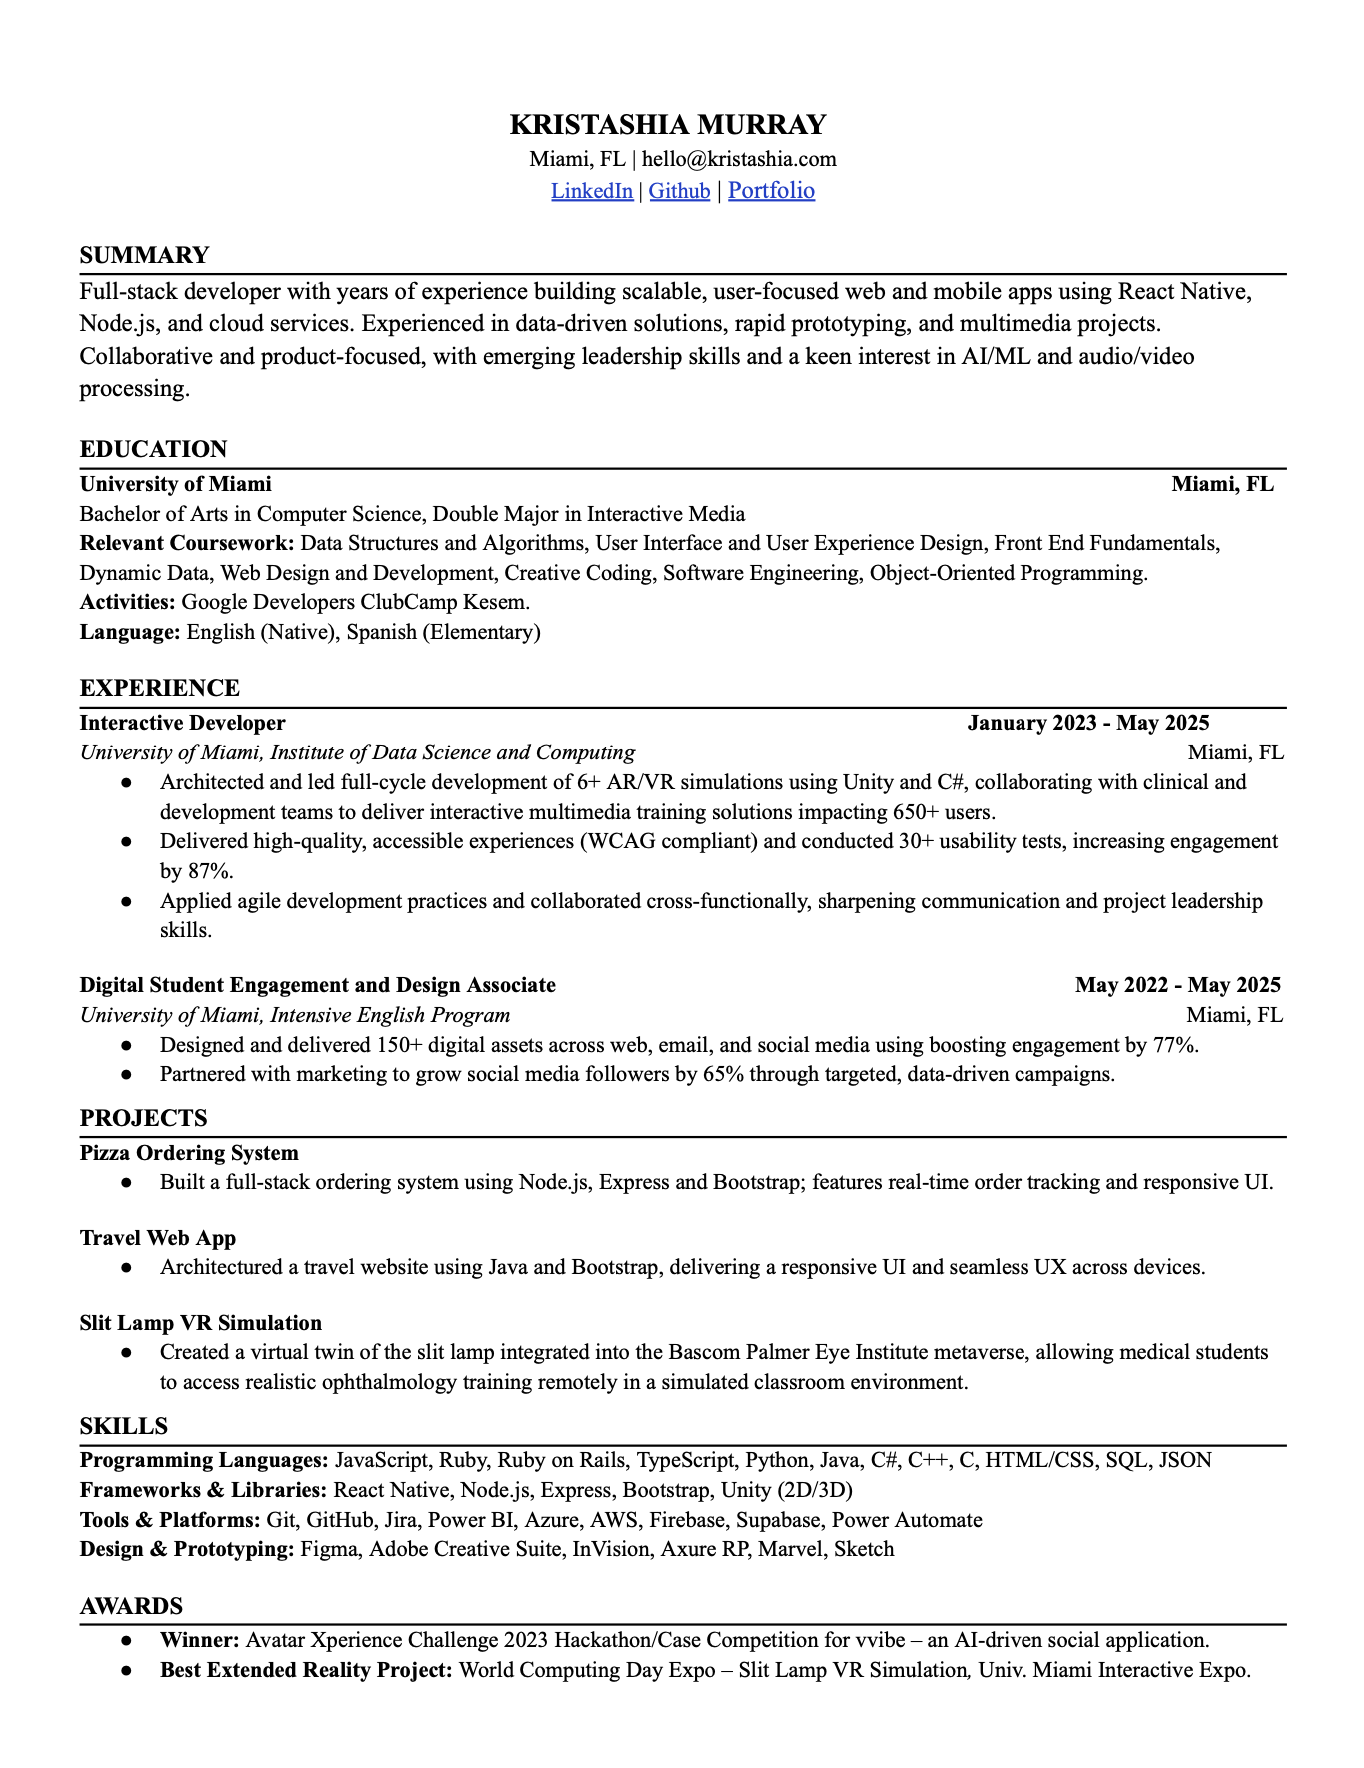 KRISTASHIA MURRAY
Miami, FL | hello@kristashia.com
LinkedIn | Github | Portfolio
SUMMARY
Full-stack developer with years of experience building scalable, user-focused web and mobile apps using React Native,
Node.js, and cloud services. Experienced in data-driven solutions, rapid prototyping, and multimedia projects.
Collaborative and product-focused, with emerging leadership skills and a keen interest in AI/ML and audio/video
processing.
EDUCATION
University of Miami Miami, FL
Bachelor of Arts in Computer Science, Double Major in Interactive Media
Relevant Coursework: Data Structures and Algorithms, User Interface and User Experience Design, Front End Fundamentals,
Dynamic Data, Web Design and Development, Creative Coding, Software Engineering, Object-Oriented Programming.
Activities: Google Developers ClubCamp Kesem.
Language: English (Native), Spanish (Elementary)
EXPERIENCE
Interactive Developer January 2023 - May 2025
University of Miami, Institute of Data Science and Computing Miami, FL
● Architected and led full-cycle development of 6+ AR/VR simulations using Unity and C#, collaborating with clinical and
development teams to deliver interactive multimedia training solutions impacting 650+ users.
● Delivered high-quality, accessible experiences (WCAG compliant) and conducted 30+ usability tests, increasing engagement
by 87%.
● Applied agile development practices and collaborated cross-functionally, sharpening communication and project leadership
skills.
Digital Student Engagement and Design Associate May 2022 - May 2025
University of Miami, Intensive English Program Miami, FL
● Designed and delivered 150+ digital assets across web, email, and social media using boosting engagement by 77%.
● Partnered with marketing to grow social media followers by 65% through targeted, data-driven campaigns.
PROJECTS
Pizza Ordering System
● Built a full-stack ordering system using Node.js, Express and Bootstrap; features real-time order tracking and responsive UI.
Travel Web App
● Architectured a travel website using Java and Bootstrap, delivering a responsive UI and seamless UX across devices.
Slit Lamp VR Simulation
● Created a virtual twin of the slit lamp integrated into the Bascom Palmer Eye Institute metaverse, allowing medical students
to access realistic ophthalmology training remotely in a simulated classroom environment.
SKILLS
Programming Languages: JavaScript, Ruby, Ruby on Rails, TypeScript, Python, Java, C#, C++, C, HTML/CSS, SQL, JSON
Frameworks & Libraries: React Native, Node.js, Express, Bootstrap, Unity (2D/3D)
Tools & Platforms: Git, GitHub, Jira, Power BI, Azure, AWS, Firebase, Supabase, Power Automate
Design & Prototyping: Figma, Adobe Creative Suite, InVision, Axure RP, Marvel, Sketch
AWARDS
● Winner: Avatar Xperience Challenge 2023 Hackathon/Case Competition for vvibe – an AI-driven social application.
● Best Extended Reality Project: World Computing Day Expo – Slit Lamp VR Simulation, Univ. Miami Interactive Expo.